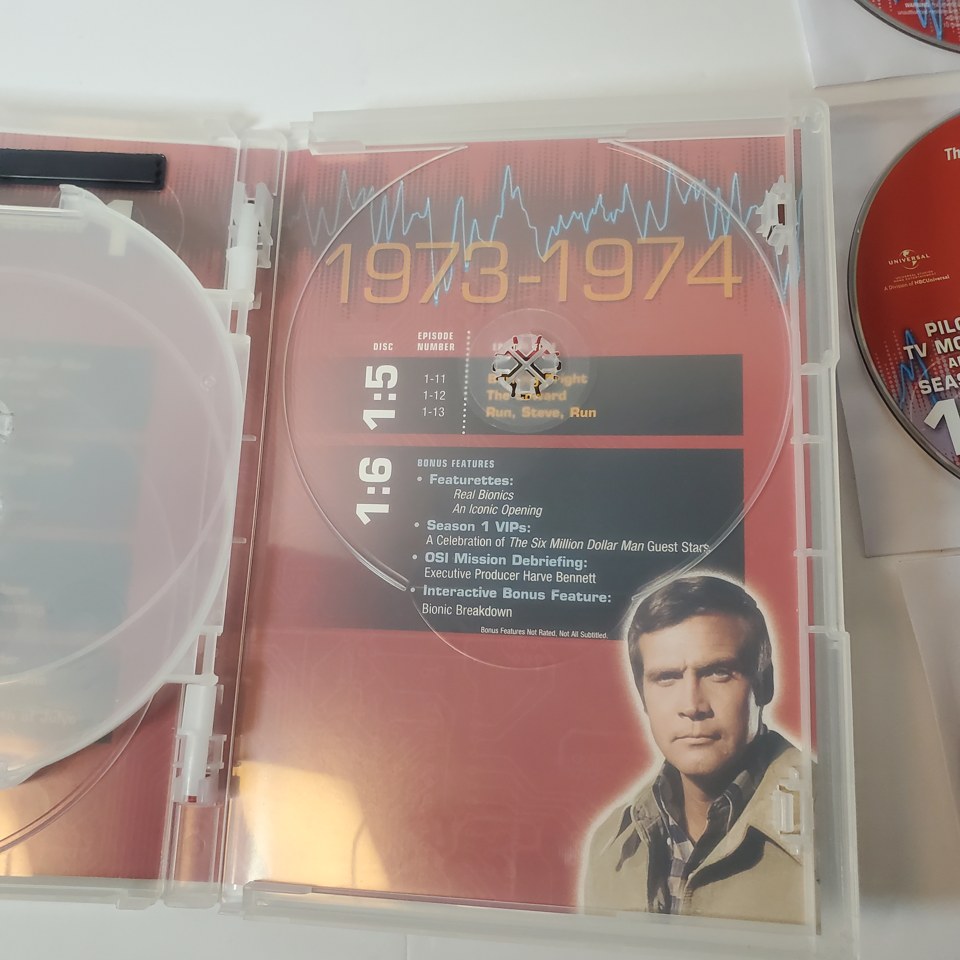 1973-1974
DISC
EPISODE
NUMBER
1:5
1-11
1-12
The
1-13
Run, Steve, Run
1:6
BONUS FEATURES
• Featurettes:
Real Bionics
An Iconic Opening
• Season 1 VIPs:
A Celebration of The Six Million Dollar Man Guest Stars
• OSI Mission Debriefing:
Executive Producer Harve Bennett
• Interactive Bonus Feature:
Bionic Breakdown
Bonus Features Not Rated. Not All Subtitled.
1
Th
UNIVERSAL
A Division of NBCUniversal
PILO
TV MO
A
SEAS
1